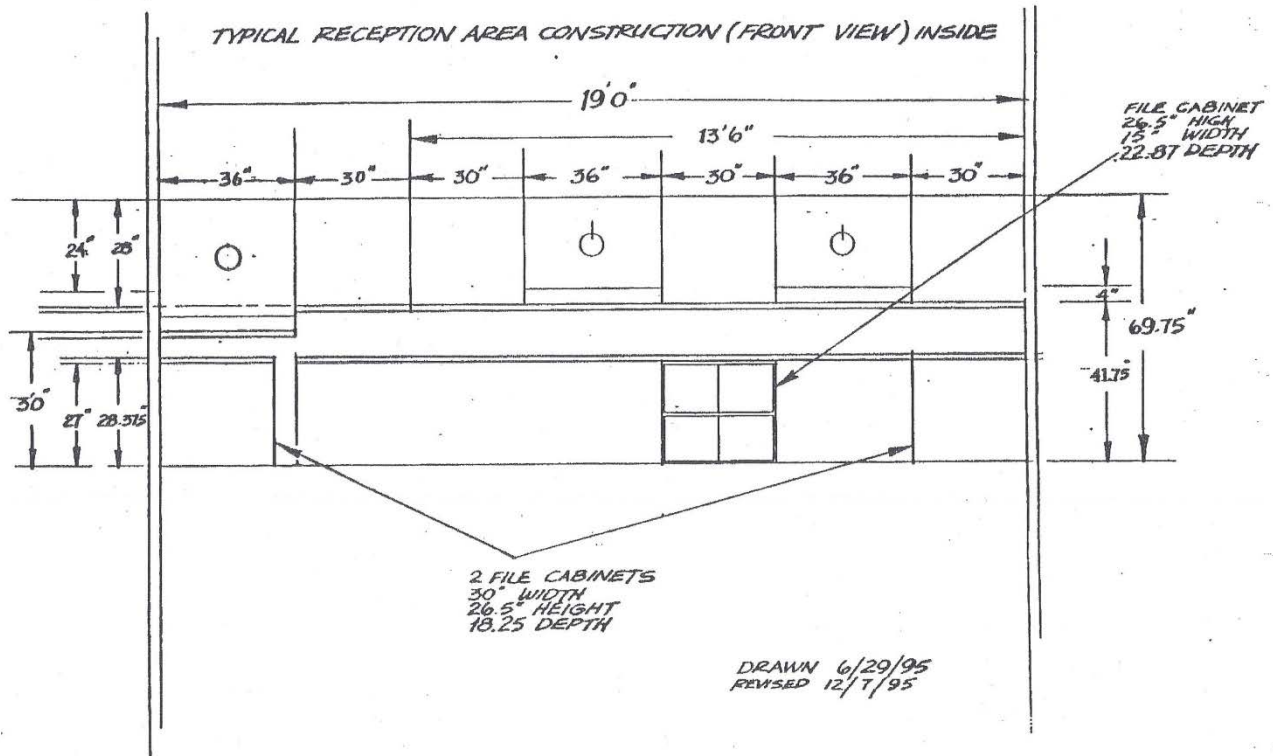 TYPICAL RECEPTION AREA CONSTRUCTION (FRONT VIEW) INSIDE
19'0"
13'6"
FILE CABINET
26.5" HIGH
15" WIDTH
22.87 DEPTH
36" 30" 30" 36" 30" 36" 30"
24" 28"
4"
69.75"
41.75"
30" 27" 28.375"
2 FILE CABINETS
30" WIDTH
26.5" HEIGHT
18.25 DEPTH
DRAWN 6/29/95
REVISED 12/7/95